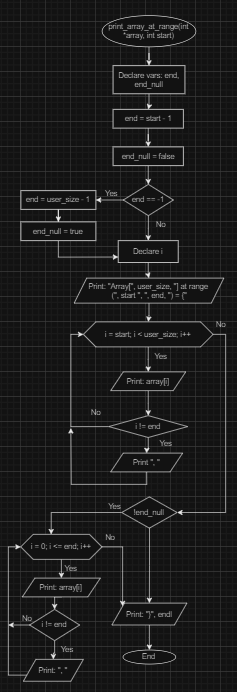 print_array_at_range(int
*array, int start)
Declare vars: end,
end_null
end = start - 1
end_null = false
end == -1
Yes
end = user_size - 1
end_null = true
No
Declare i
Print: "Array[", user_size, "] at range
(", start ", ", end, ") = {"
i = start; i < user_size; i++
No
Yes
Print: array[i]
i != end
No
Yes
Print ", "
!end_null
Yes
i = 0; i <= end; i++
No
Yes
Print: array[i]
i != end
No
Yes
Print: ", "
Print: "}", endl
End